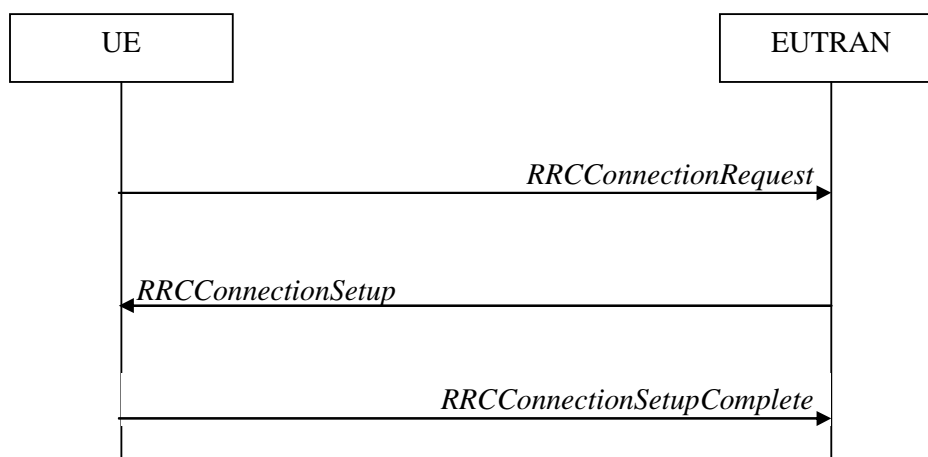 UE
EUTRAN
RRCConnectionRequest
RRCConnectionSetup
RRCConnectionSetupComplete